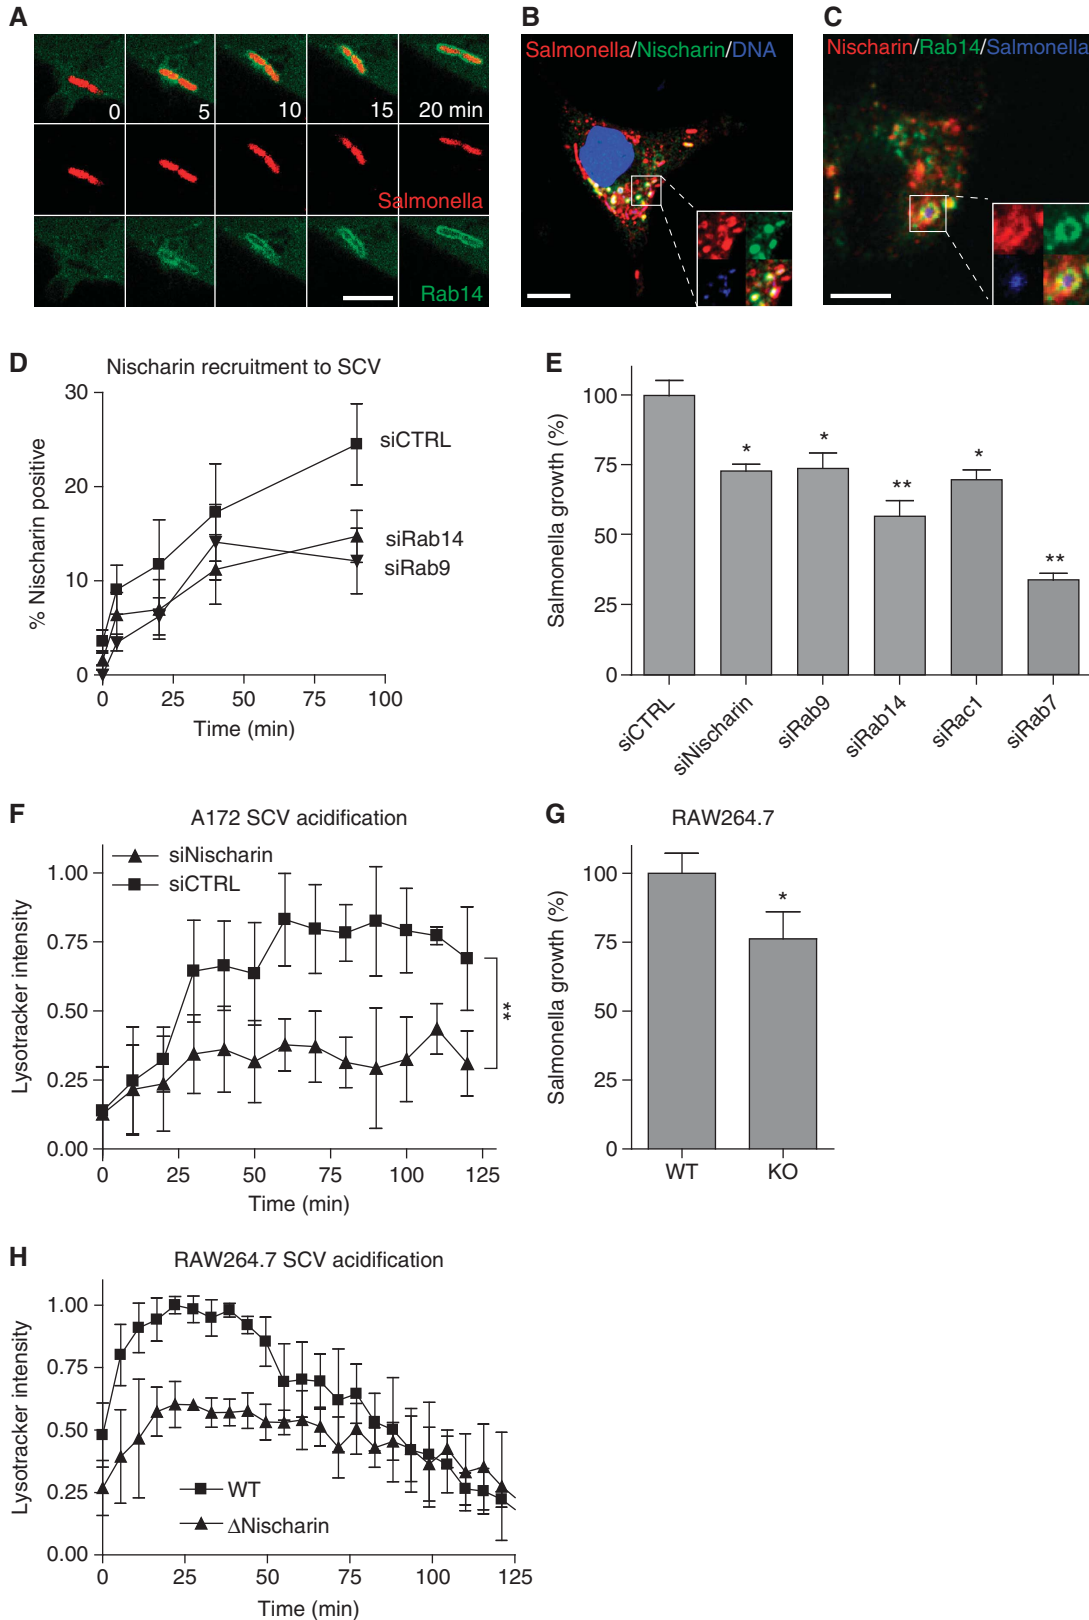 A
0
5
10
15
20 min
Salmonella
Rab14
B
Salmonella/Nischarin/DNA
C
Nischarin/Rab14/Salmonella
D
Nischarin recruitment to SCV
% Nischarin positive
30
20
10
0
siCTRL
siRab14
siRab9
0 25 50 75 100
Time (min)
E
Salmonella growth (%)
100
75
50
25
0
*
*
**
*
**
siCTRL
siNischarin
siRab9
siRab14
siRac1
siRab7
F
A172 SCV acidification
siNischarin
siCTRL
Lysotracker intensity
1.00
0.75
0.50
0.25
0.00
**
0 25 50 75 100 125
Time (min)
G
RAW264.7
Salmonella growth (%)
100
75
50
25
0
*
WT KO
H
RAW264.7 SCV acidification
Lysotracker intensity
1.00
0.75
0.50
0.25
0.00
WT
ΔNischarin
0 25 50 75 100 125
Time (min)